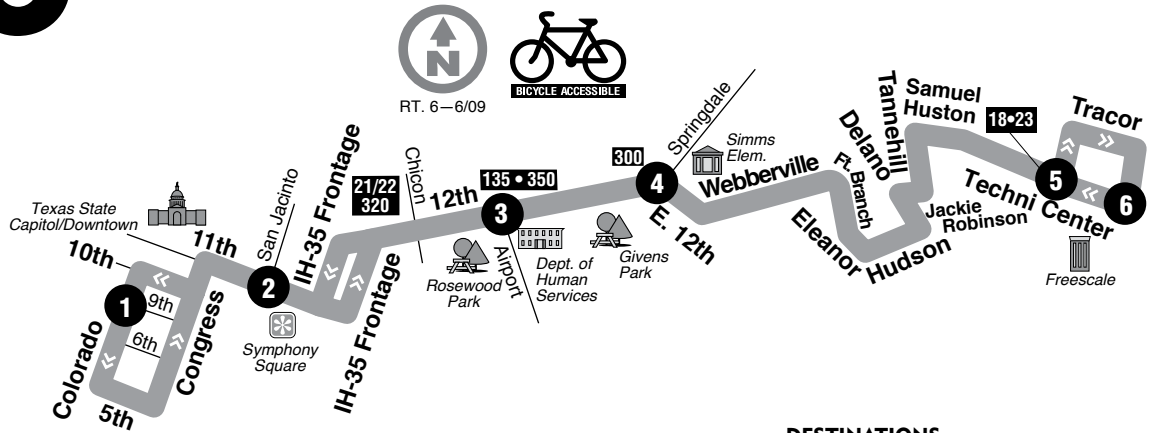 N
RT. 6—6/09
BICYCLE ACCESSIBLE
Texas State
Capitol/Downtown
10th
11th
San Jacinto
IH-35 Frontage
IH-35 Frontage
1
9th
6th
Colorado
Congress
5th
2
Symphony
Square
21/22
320
Chicon
12th
135 • 350
3
Airport
Rosewood
Park
Dept. of
Human
Services
Givens
Park
300
4
Springdale
Simms
Elem.
Webberville
E. 12th
Eleanor
Ft. Branch
Delano
Tannehill
Hudson
Jackie
Robinson
Samuel
Huston
18•23
Techni Center
5
Tracor
6
Freescale
DESTINATIONS